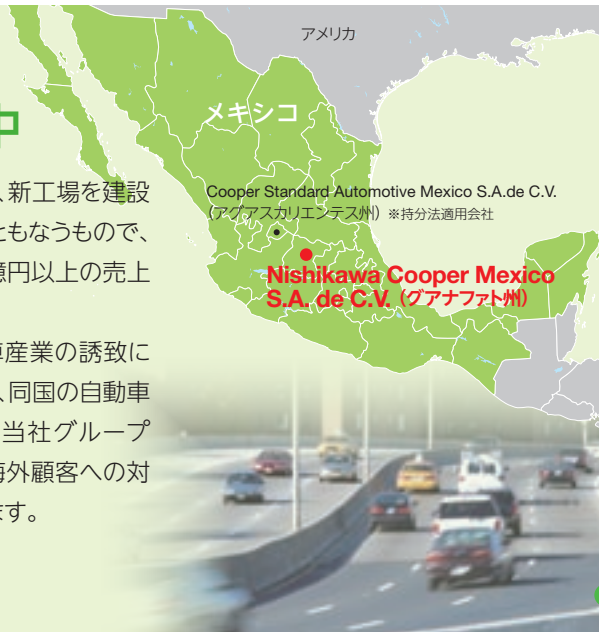 中
、新工場を建設
ともなうもので、
億円以上の売上
車産業の誘致に
、同国の自動車
当社グループ
海外顧客への対
ます。
アメリカ
メキシコ
Cooper Standard Automotive Mexico S.A.de C.V.
（アグアスカリエンテス州）※持分法適用会社
Nishikawa Cooper Mexico
S.A. de C.V.（グアナファト州）